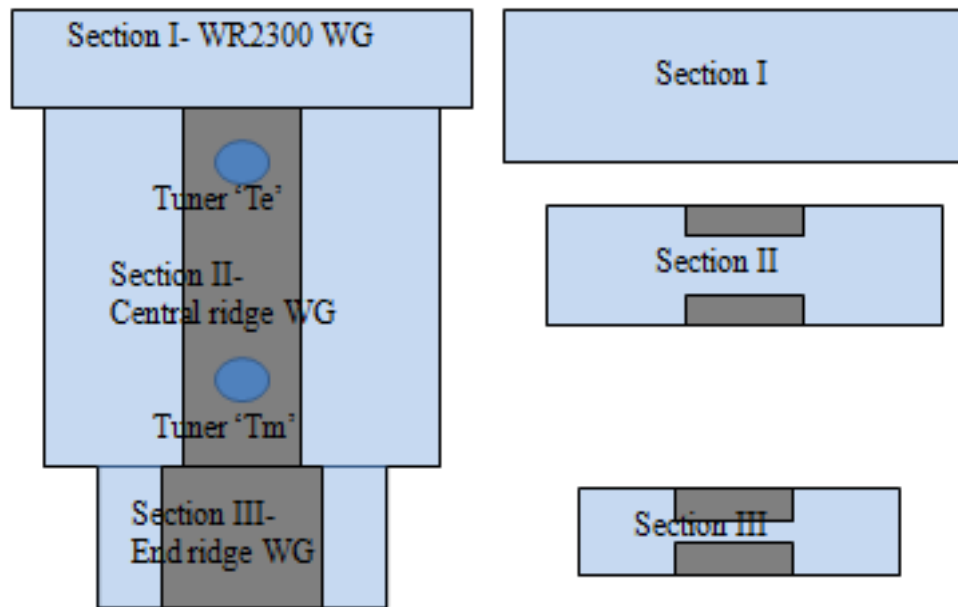 Section I- WR2300 WG
Tuner ‘Te’
Section II-
Central ridge WG
Tuner ‘Tm’
Section III-
End ridge WG
Section I
Section II
Section III